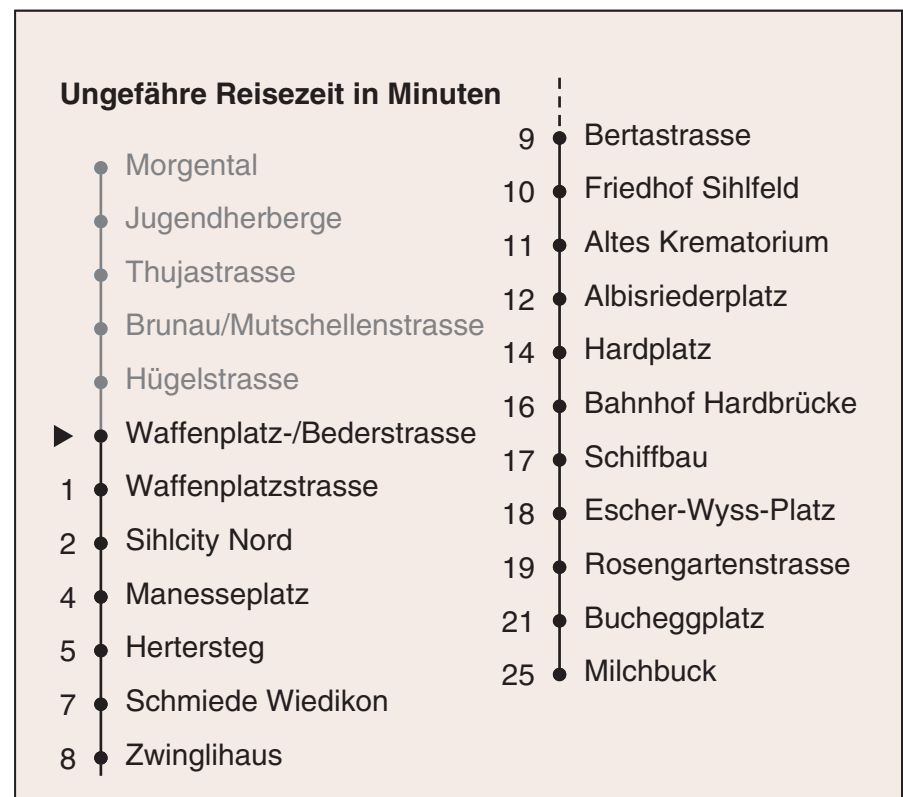 Ungefähre Reisezeit in Minuten
Morgental
Jugendherberge
Thujastrasse
Brunau/Mutschellenstrasse
Hügelstrasse
Waffenplatz-/Bederstrasse
1 Waffenplatzstrasse
2 Sihlcity Nord
4 Manesseplatz
5 Hertersteg
7 Schmiede Wiedikon
8 Zwinglihaus
9 Bertastrasse
10 Friedhof Sihlfeld
11 Altes Krematorium
12 Albisriederplatz
14 Hardplatz
16 Bahnhof Hardbrücke
17 Schiffbau
18 Escher-Wyss-Platz
19 Rosengartenstrasse
21 Bucheggplatz
25 Milchbuck